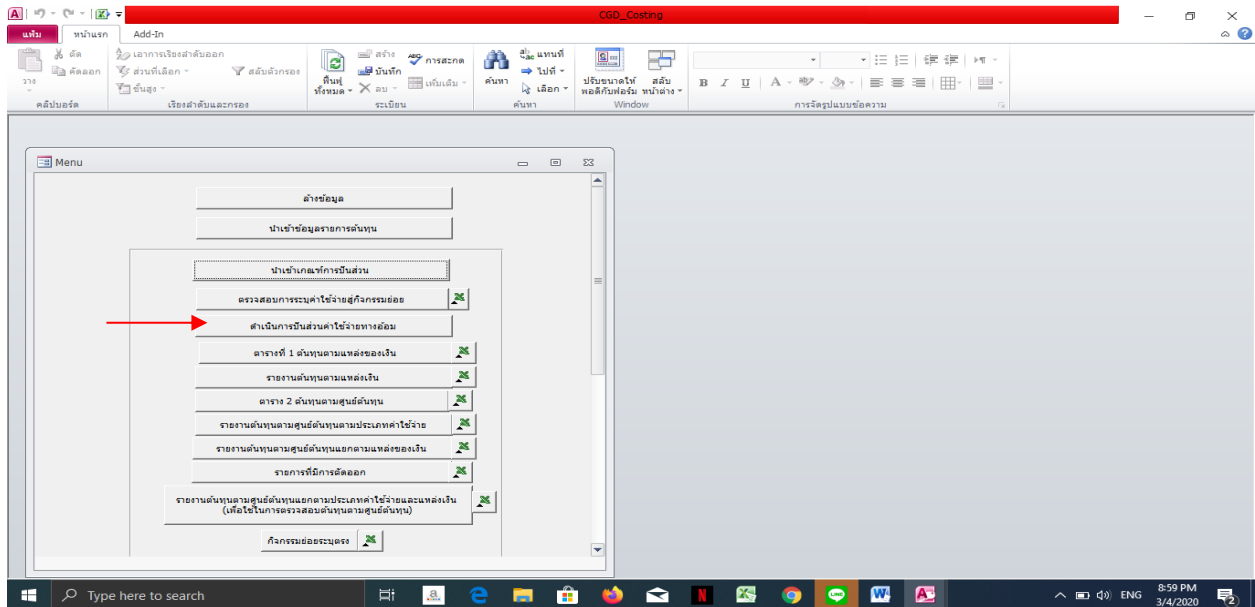 CGD_Costing
แฟ้ม หน้าแรก Add-In
วาง
ตัด
คัดลอก
คลิปบอร์ด
เอาการเรียงลำดับออก
ส่วนที่เลือก
ขั้นสูง
สลับตัวกรอง
เรียงลำดับและกรอง
ฟื้นฟู
ทั้งหมด
สร้าง
บันทึก
ลบ
การสะกด
เพิ่มเติม
ระเบียน
ค้นหา
แทนที่
ไปที่
เลือก
ค้นหา
ปรับขนาดให้
พอดีกับฟอร์ม
สลับ
หน้าต่าง
Window
B I U A
การจัดรูปแบบข้อความ
Menu
ล้างข้อมูล
นำเข้าข้อมูลรายการต้นทุน
นำเข้าเกณฑ์การปันส่วน
ตรวจสอบการระบุค่าใช้จ่ายสู่กิจกรรมย่อย
ดำเนินการปันส่วนค่าใช้จ่ายทางอ้อม
ตารางที่ 1 ต้นทุนตามแหล่งของเงิน
รายงานต้นทุนตามแหล่งเงิน
ตาราง 2 ต้นทุนตามศูนย์ต้นทุน
รายงานต้นทุนตามศูนย์ต้นทุนตามประเภทค่าใช้จ่าย
รายงานต้นทุนตามศูนย์ต้นทุนแยกตามแหล่งของเงิน
รายการที่มีการตัดออก
รายงานต้นทุนตามศูนย์ต้นทุนแยกตามประเภทค่าใช้จ่ายและแหล่งเงิน
(เพื่อใช้ในการตรวจสอบต้นทุนตามศูนย์ต้นทุน)
กิจกรรมย่อยระบุตรง
Type here to search
ENG
8:59 PM
3/4/2020